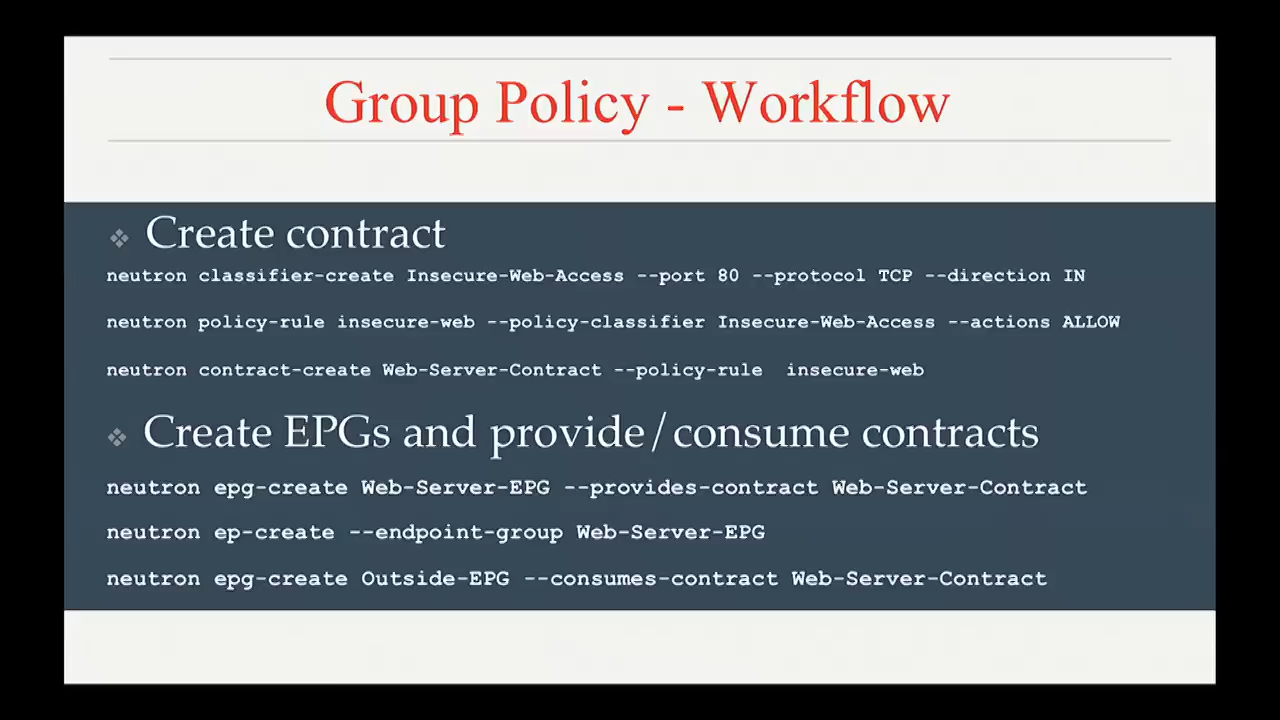 Group Policy - Workflow
Create contract
neutron classifier-create Insecure-Web-Access --port 80 --protocol TCP --direction IN
neutron policy-rule insecure-web --policy-classifier Insecure-Web-Access --actions ALLOW
neutron contract-create Web-Server-Contract --policy-rule insecure-web
Create EPGs and provide/consume contracts
neutron epg-create Web-Server-EPG --provides-contract Web-Server-Contract
neutron ep-create --endpoint-group Web-Server-EPG
neutron epg-create Outside-EPG --consumes-contract Web-Server-Contract